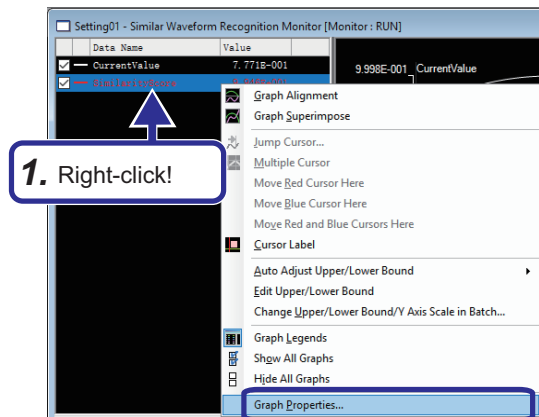 Setting01 - Similar Waveform Recognition Monitor [Monitor : RUN]
Data Name Value
CurrentValue 7.771E-001
9.998E-001 CurrentValue
Graph Alignment
Graph Superimpose
Jump Cursor...
Multiple Cursor
1. Right-click!
Move Red Cursor Here
Move Blue Cursor Here
Move Red and Blue Cursors Here
Cursor Label
Auto Adjust Upper/Lower Bound
Edit Upper/Lower Bound
Change Upper/Lower Bound/Y Axis Scale in Batch...
Graph Legends
Show All Graphs
Hide All Graphs
Graph Properties...